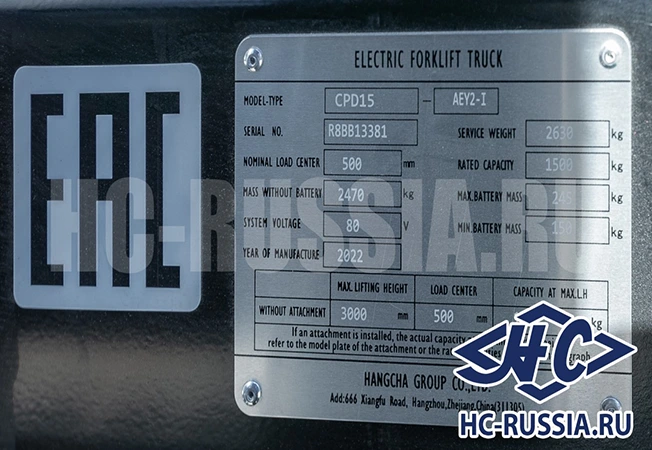 EAC
ELECTRIC FORKLIFT TRUCK
MODEL-TYPE CPD15 - AEY2-I
SERIAL NO. R8BB13381 SERVICE WEIGHT 2630 kg
NOMINAL LOAD CENTER 500 mm RATED CAPACITY 1500 kg
MASS WITHOUT BATTERY 2470 kg MAX.BATTERY MASS 245 kg
SYSTEM VOLTAGE 80 V MIN.BATTERY MASS 150 kg
YEAR OF MANUFACTURE 2022
MAX. LIFTING HEIGHT LOAD CENTER CAPACITY AT MAX.L.H
WITHOUT ATTACHMENT 3000 mm 500 mm kg
If an attachment is installed, the actual capacity
refer to the model plate of the attachment or the graph
HANGCHA GROUP CO.,LTD.
Add:666 Xiangfu Road, Hangzhou,Zhejiang,China(311305)
HC-RUSSIA.RU
HC
HC-RUSSIA.RU